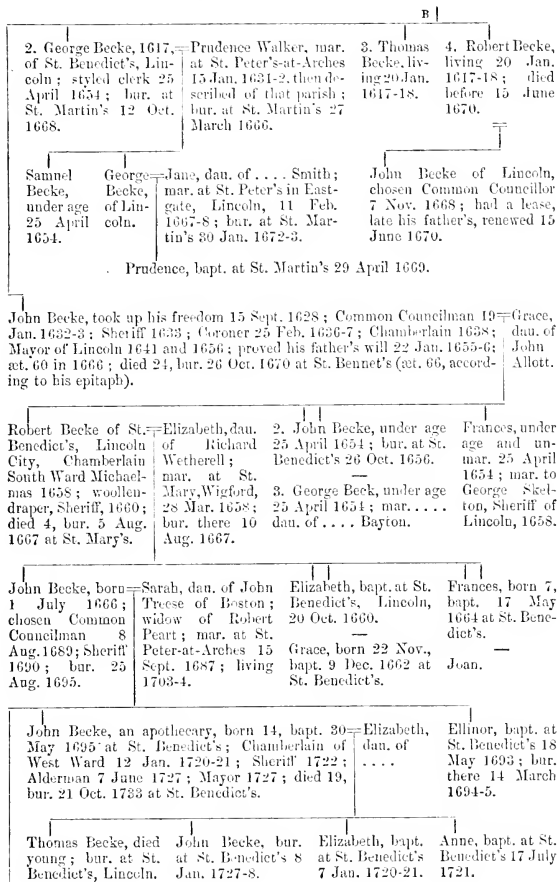 B
2. George Becke, 1617,
of St. Benedict's, Lin-
coln; styled clerk 25
April 1654; bur. at
St. Martin's 12 Oct.
1668.
Prudence Walker, mar.
at St. Peter's-at-Arches
15 Jan. 1631-2, then de-
scribed of that parish;
bur. at St. Martin's 27
March 1666.
3. Thomas
Becke, liv-
ing 20 Jan.
1617-18.
4. Robert Becke,
living 20 Jan.
1617-18; died
before 15 June
1670.
Samuel
Becke,
under age
25 April
1654.
George
Becke,
of Lin-
coln.
Jane, dau. of .... Smith;
mar. at St. Peter's in East-
gate, Lincoln, 11 Feb.
1667-8; bur. at St. Mar-
tin's 30 Jan. 1672-3.
John Becke of Lincoln,
chosen Common Councillor
7 Nov. 1668; had a lease,
late his father's, renewed 15
June 1670.
Prudence, bapt. at St. Martin's 29 April 1669.
John Becke, took up his freedom 15 Sept. 1628; Common Councilman 19
Jan. 1632-3; Sheriff 1633; Coroner 25 Feb. 1636-7; Chamberlain 1638;
Mayor of Lincoln 1641 and 1656; proved his father's will 22 Jan. 1655-6;
æt. 60 in 1666; died 24, bur. 26 Oct. 1670 at St. Bennet's (æt. 66, accord-
ing to his epitaph).
Grace,
dau. of
John
Allott.
Robert Becke of St.
Benedict's, Lincoln
City, Chamberlain
South Ward Michael-
mas 1658; woollen-
draper, Sheriff, 1660;
died 4, bur. 5 Aug.
1667 at St. Mary's.
Elizabeth, dau.
of Richard
Wetherell;
mar. at St.
Mary, Wigford,
28 Mar. 1658;
bur. there 10
Aug. 1667.
2. John Becke, under age
25 April 1654; bur. at St.
Benedict's 26 Oct. 1656.
—
3. George Beck, under age
25 April 1654; mar.....
dau. of .... Bayton.
Frances, under
age and un-
mar. 25 April
1654; mar. to
George Skel-
ton, Sheriff of
Lincoln, 1658.
John Becke, born
1 July 1666;
chosen Common
Councilman 8
Aug. 1689; Sheriff
1690; bur. 25
Aug. 1695.
Sarah, dau. of John
Treese of Boston;
widow of Robert
Peart; mar. at St.
Peter-at-Arches 15
Sept. 1687; living
1703-4.
Elizabeth, bapt. at St.
Benedict's, Lincoln,
20 Oct. 1660.
—
Grace, born 22 Nov.,
bapt. 9 Dec. 1662 at
St. Benedict's.
Frances, born 7,
bapt. 17 May
1664 at St. Bene-
dict's.
—
Joan.
John Becke, an apothecary, born 14, bapt. 30
May 1695 at St. Benedict's; Chamberlain of
West Ward 12 Jan. 1720-21; Sheriff 1722;
Alderman 7 June 1727; Mayor 1727; died 19,
bur. 21 Oct. 1733 at St. Benedict's.
Elizabeth,
dau. of
....
Ellinor, bapt. at
St. Benedict's 18
May 1693; bur.
there 14 March
1694-5.
Thomas Becke, died
young; bur. at St.
Benedict's, Lincoln.
John Becke, bur.
at St. Benedict's 8
Jan. 1727-8.
Elizabeth, bapt.
at St. Benedict's
7 Jan. 1720-21.
Anne, bapt. at St.
Benedict's 17 July
1721.